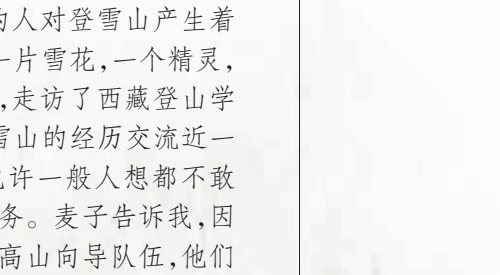 人对登雪山产生着
一片雪花,一个精灵,
,走访了西藏登山学
雪山的经历交流近一
许一般人想都不敢
务。麦子告诉我,因
高山向导队伍,他们